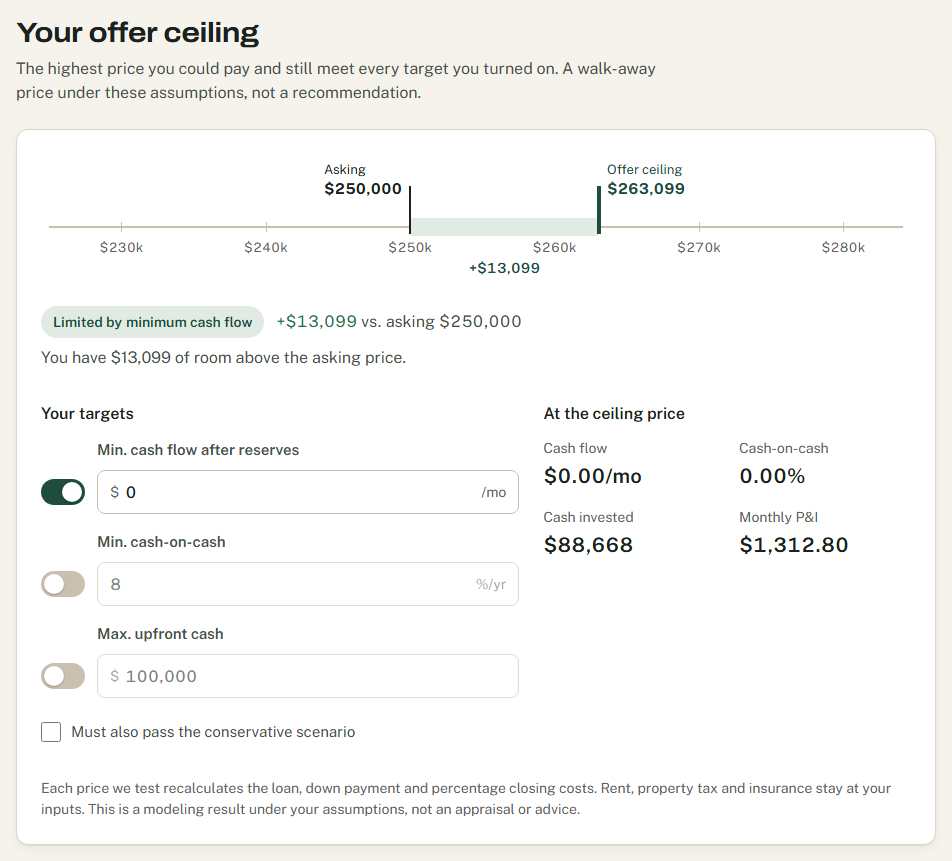 Your offer ceiling
The highest price you could pay and still meet every target you turned on. A walk-away
price under these assumptions, not a recommendation.
Asking
$250,000
Offer ceiling
$263,099
$230k
$240k
$250k
$260k
$270k
$280k
+$13,099
Limited by minimum cash flow
+$13,099 vs. asking $250,000
You have $13,099 of room above the asking price.
Your targets
Min. cash flow after reserves
$ 0 /mo
Min. cash-on-cash
8 %/yr
Max. upfront cash
$ 100,000
Must also pass the conservative scenario
At the ceiling price
Cash flow
$0.00/mo
Cash-on-cash
0.00%
Cash invested
$88,668
Monthly P&I
$1,312.80
Each price we test recalculates the loan, down payment and percentage closing costs. Rent, property tax and insurance stay at your
inputs. This is a modeling result under your assumptions, not an appraisal or advice.